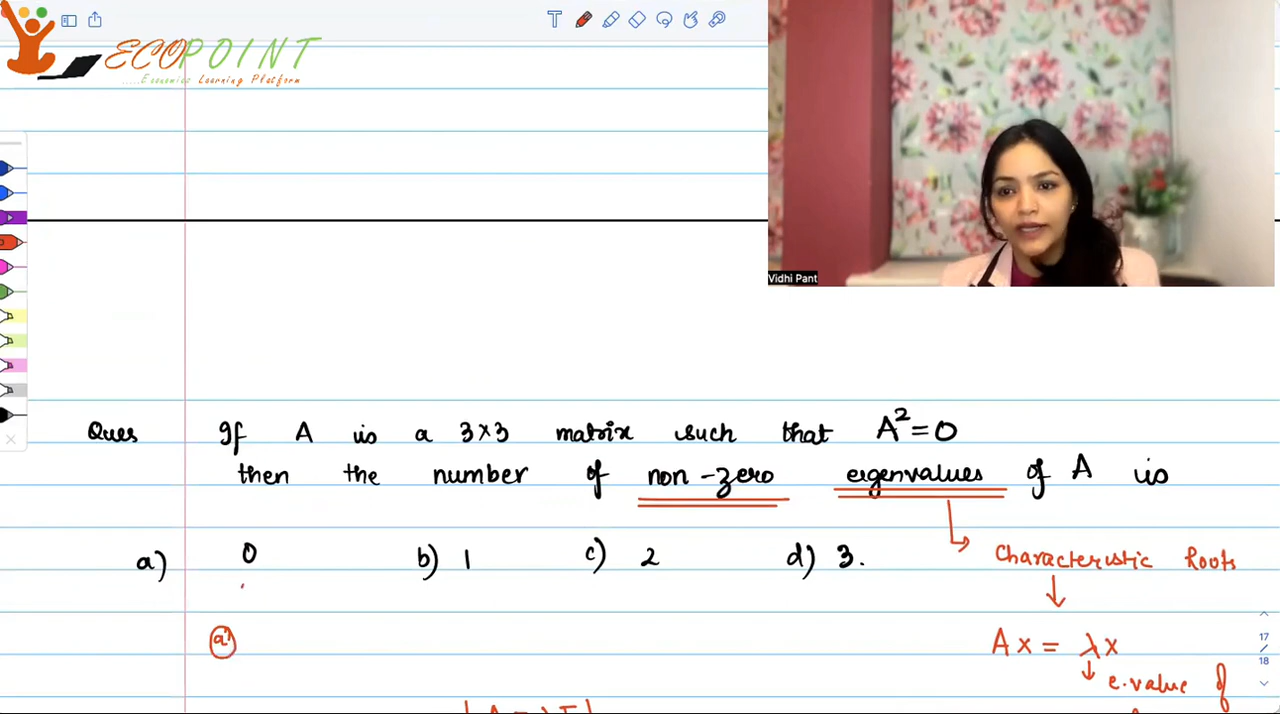 ECOPOINT
.....Economics Learning Platform
T
Vidhi Pant
Ques If A is a 3×3 matrix such that A²=0
then the number of non-zero eigenvalues of A is
a) 0 b) 1 c) 2 d) 3.
Characteristic Roots
a
Ax = λx
e.value of
|A - λI|
17
/
18